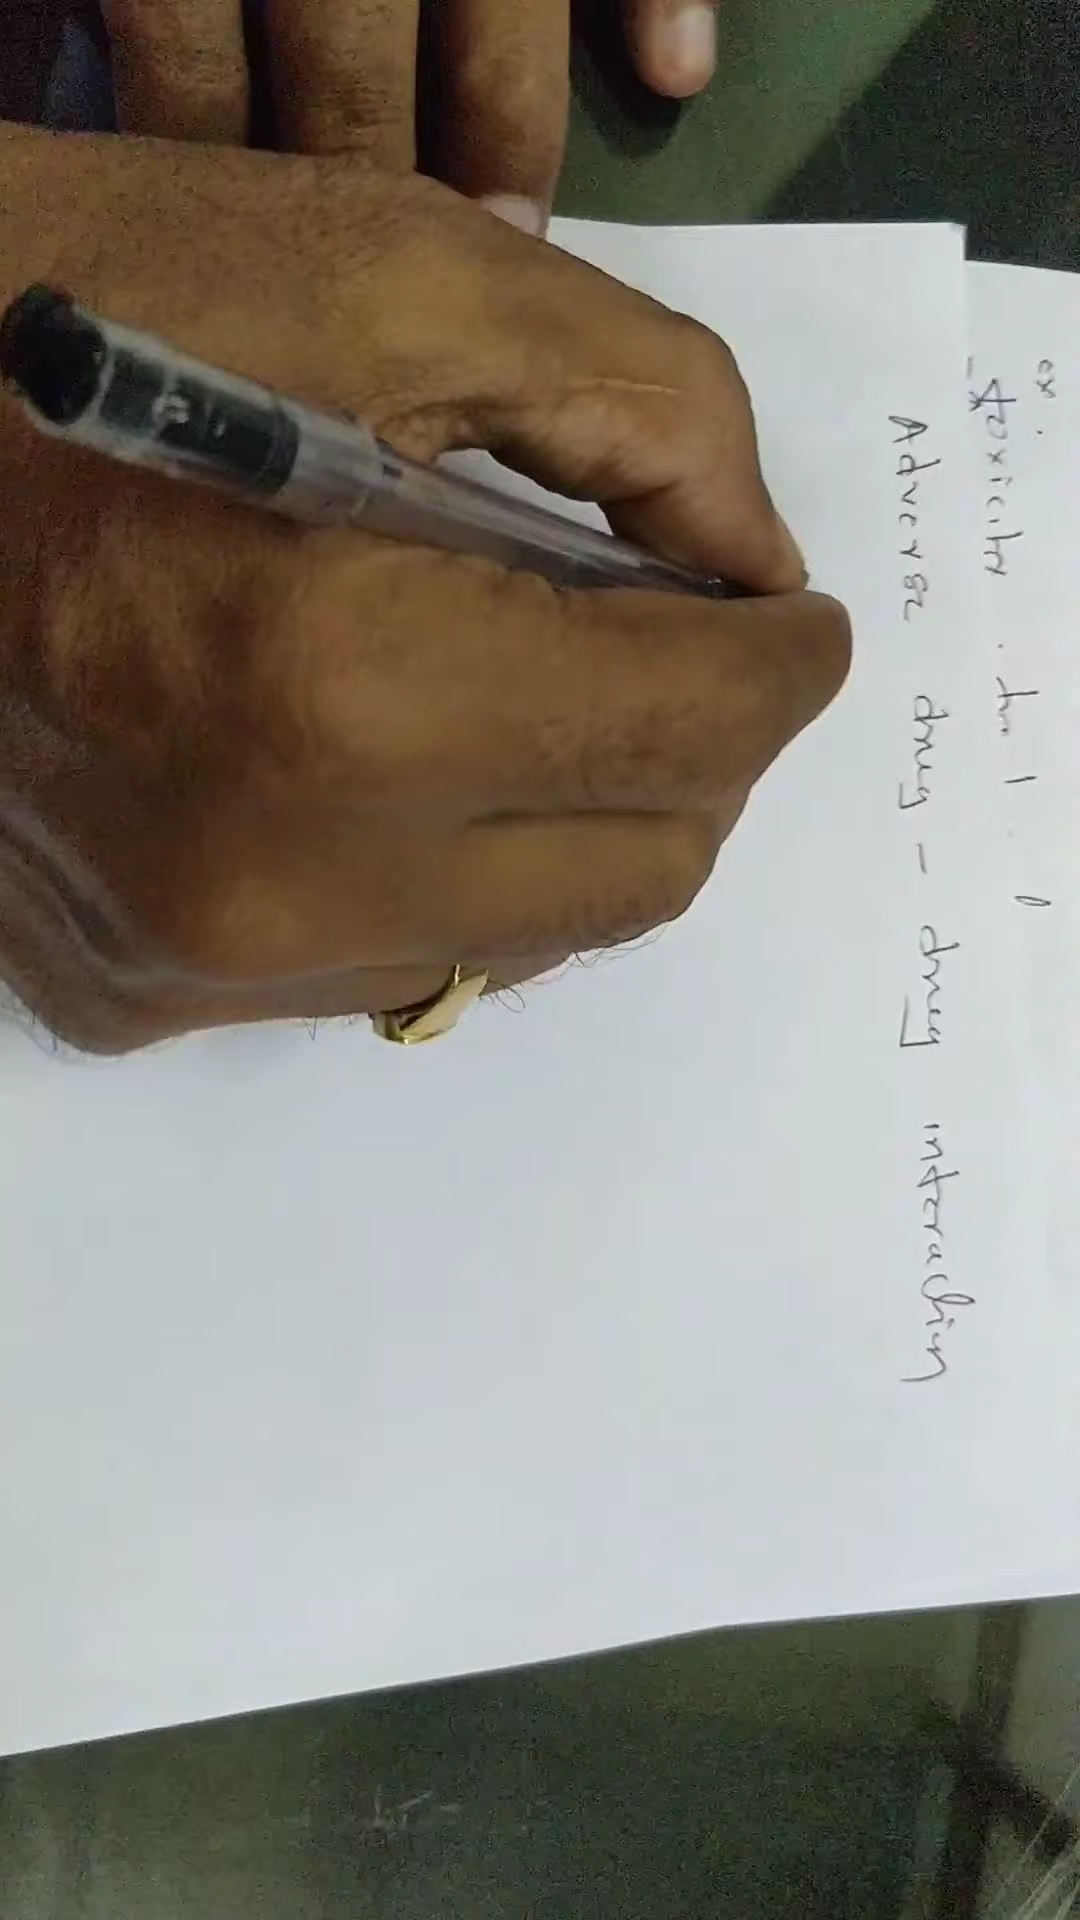 ex.
- toxicity
Adverse drug - drug interaction